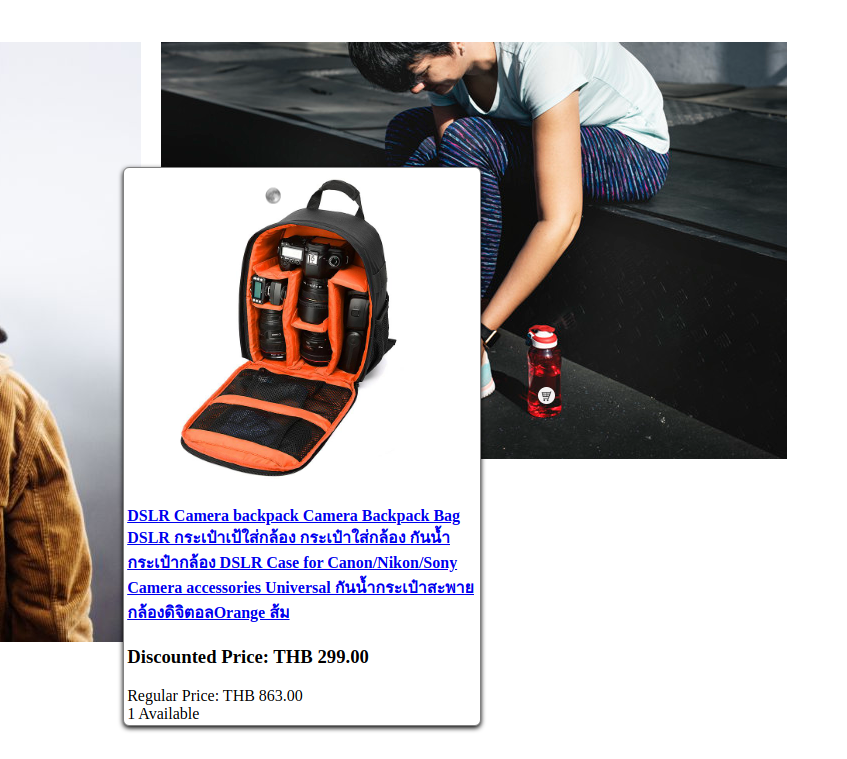 DSLR Camera backpack Camera Backpack Bag
DSLR กระเป๋าเป้ใส่กล้อง กระเป๋าใส่กล้อง กันน้ำ
กระเป๋ากล้อง DSLR Case for Canon/Nikon/Sony
Camera accessories Universal กันน้ำกระเป๋าสะพาย
กล้องดิจิตอลOrange ส้ม
Discounted Price: THB 299.00
Regular Price: THB 863.00
1 Available